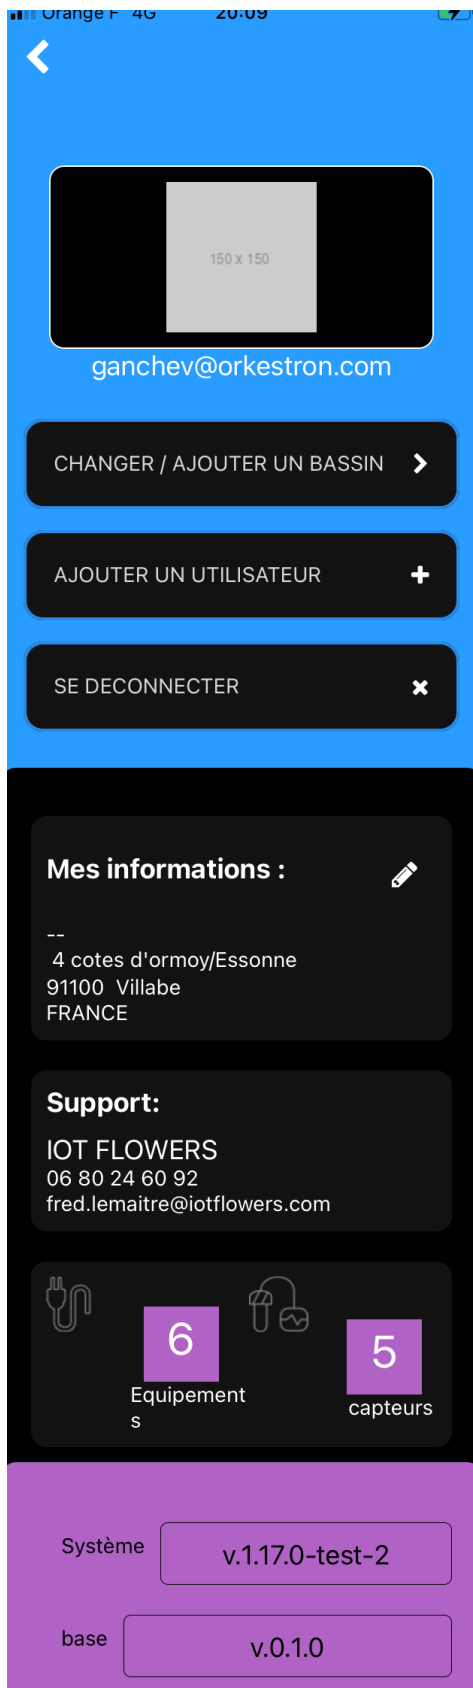 Orange F 4G 20:09
150 x 150
ganchev@orkestron.com
CHANGER / AJOUTER UN BASSIN
AJOUTER UN UTILISATEUR
SE DECONNECTER
Mes informations :
--
4 cotes d'ormoy/Essonne
91100 Villabe
FRANCE
Support:
IOT FLOWERS
06 80 24 60 92
fred.lemaitre@iotflowers.com
6
Equipement
s
5
capteurs
Système v.1.17.0-test-2
base v.0.1.0